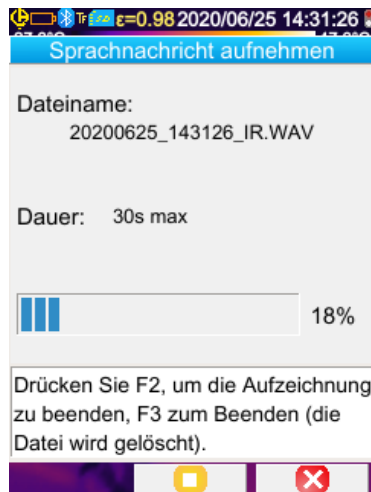 Tr ε=0.98 2020/06/25 14:31:26
Sprachnachricht aufnehmen
Dateiname:
20200625_143126_IR.WAV
Dauer: 30s max
18%
Drücken Sie F2, um die Aufzeichnung
zu beenden, F3 zum Beenden (die
Datei wird gelöscht).